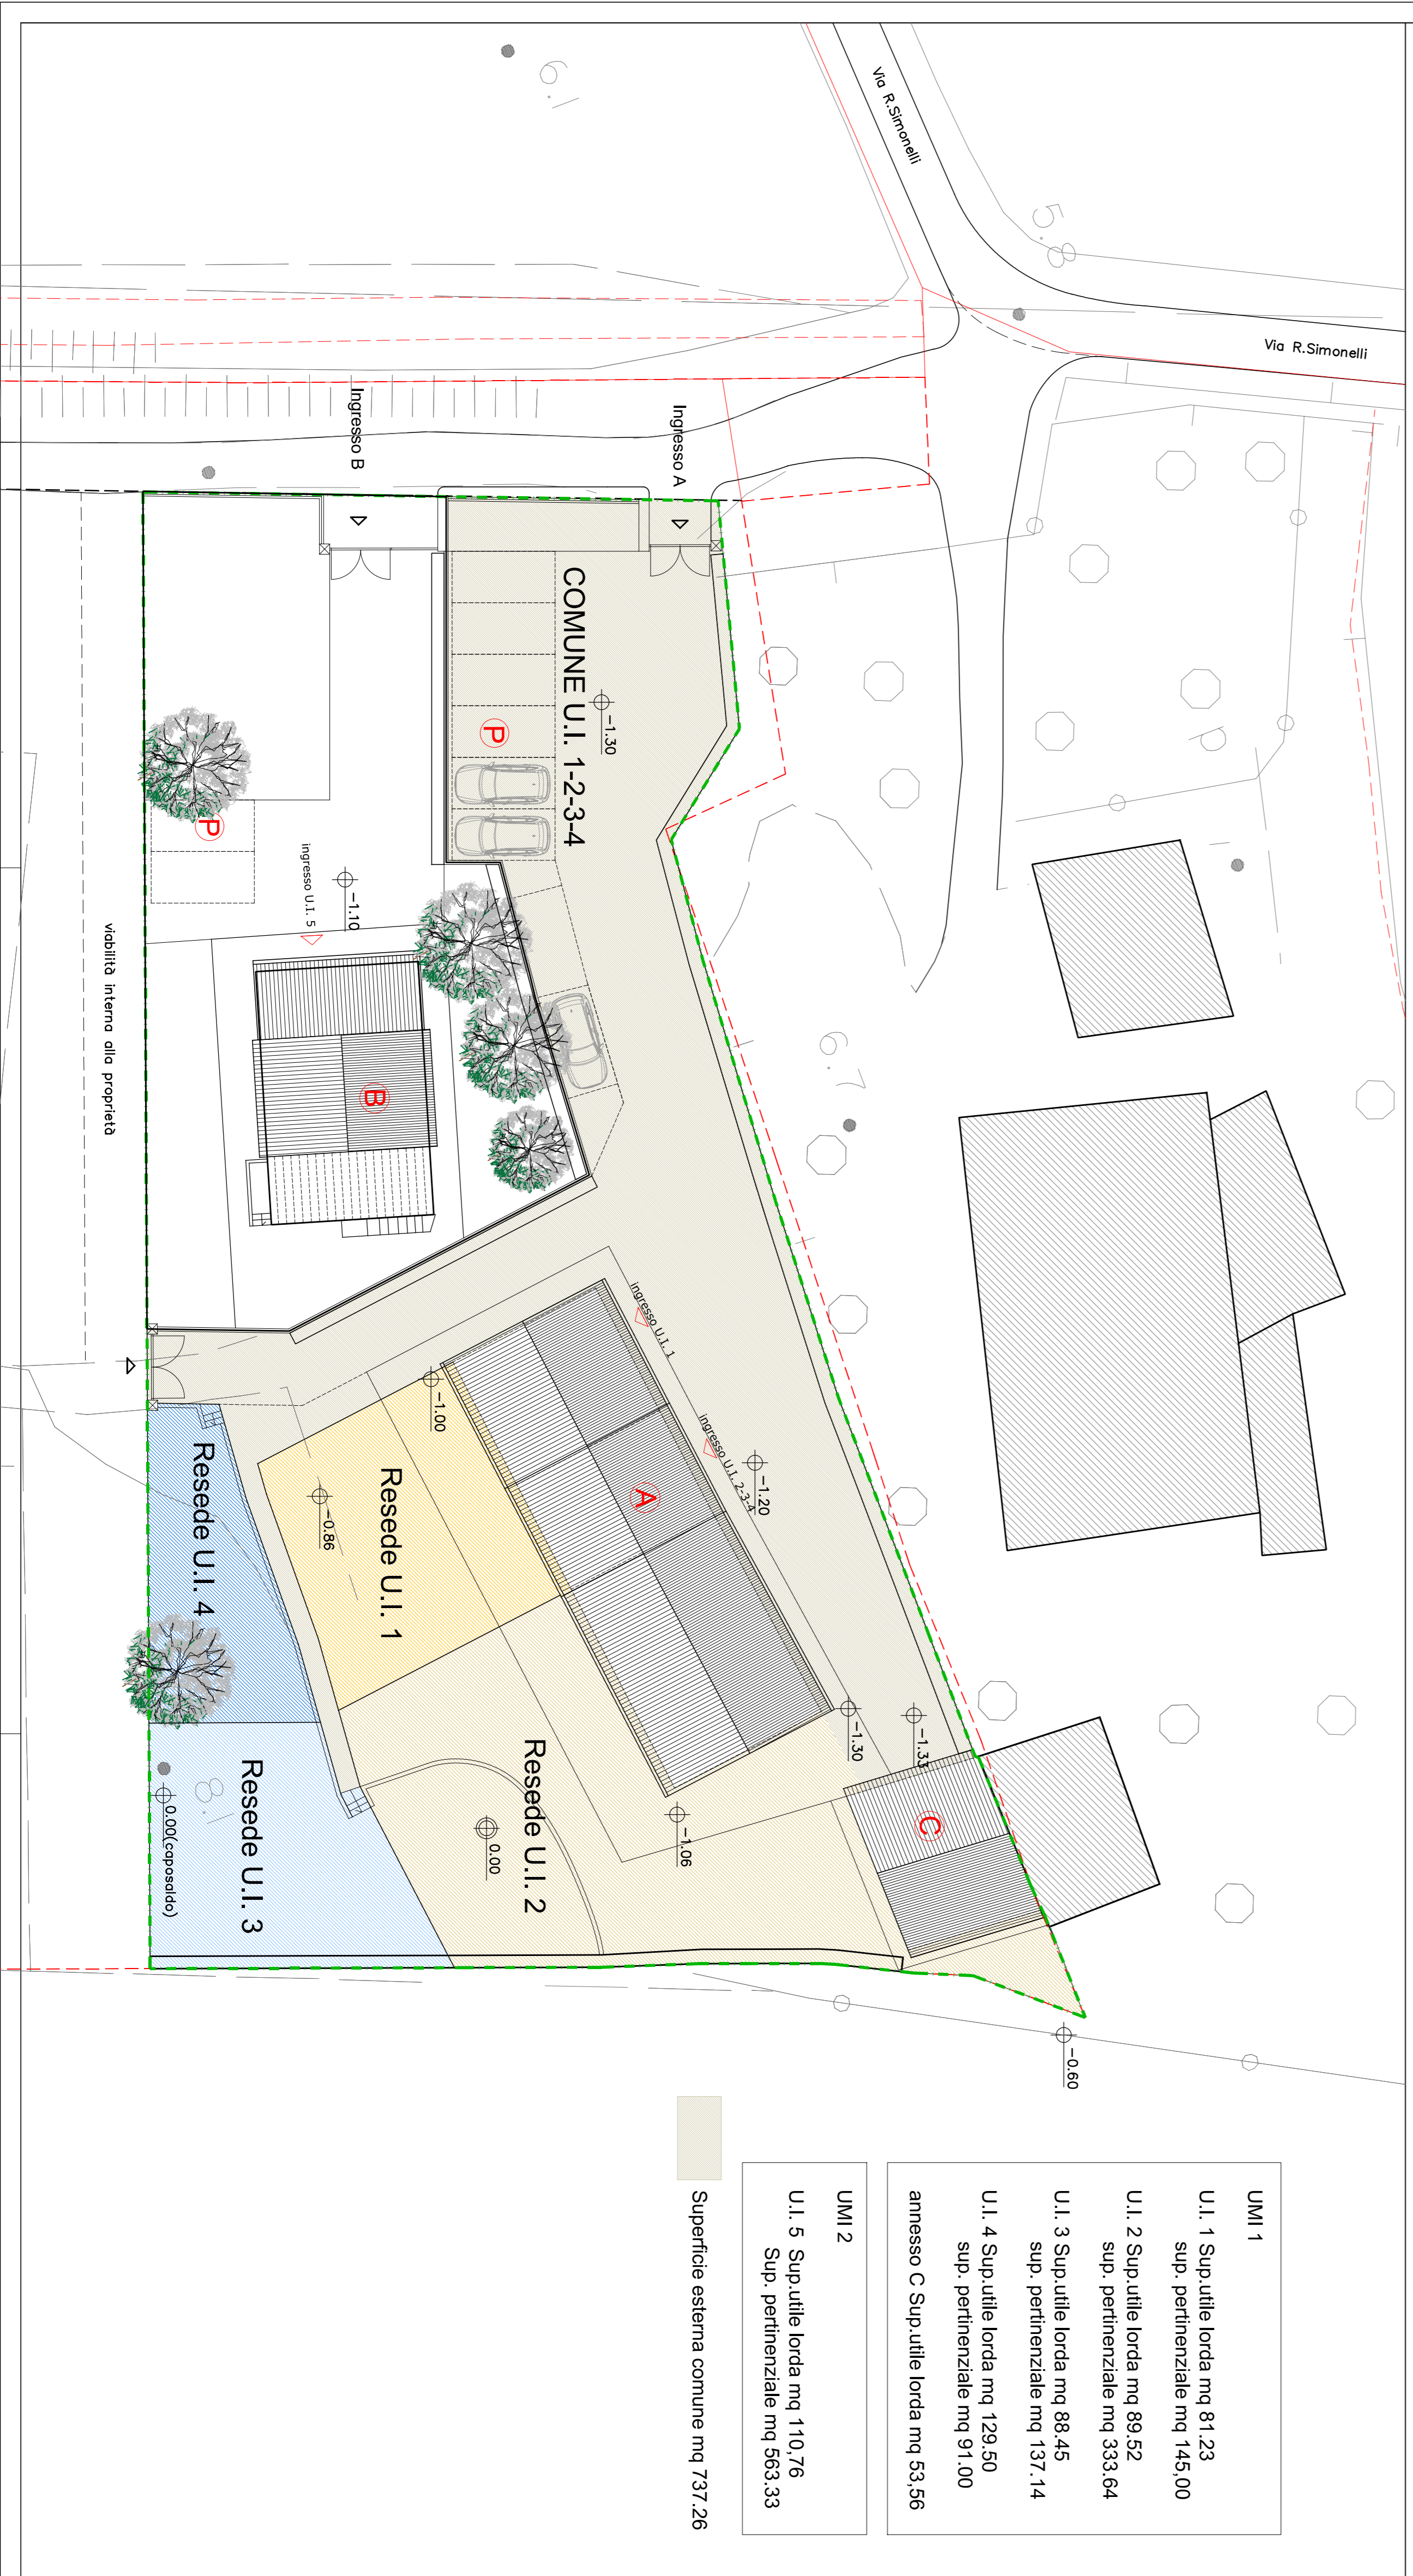 Via R.Simonelli
Via R.Simonelli
6.1
5.8
Ingresso B
Ingresso A
COMUNE U.I. 1-2-3-4
-1.30
P
P
ingresso U.I. 5
-1.10
B
viabilità interna alla proprietà
ingresso U.I. 1
ingresso U.I. 2-3-4
-1.20
-1.00
A
-0.86
Resede U.I. 1
Resede U.I. 4
-1.30
-1.33
C
-1.06
Resede U.I. 2
0.00
Resede U.I. 3
0.00(caposaldo)
-0.60
UMI 1
U.I. 1 Sup.utile lorda mq 81.23
sup. pertinenziale mq 145,00
U.I. 2 Sup.utile lorda mq 89.52
sup. pertinenziale mq 333.64
U.I. 3 Sup.utile lorda mq 88.45
sup. pertinenziale mq 137.14
U.I. 4 Sup.utile lorda mq 129.50
sup. pertinenziale mq 91.00
annesso C Sup.utile lorda mq 53,56
UMI 2
U.I. 5 Sup.utile lorda mq 110,76
Sup. pertinenziale mq 563.33
Superficie esterna comune mq 737.26